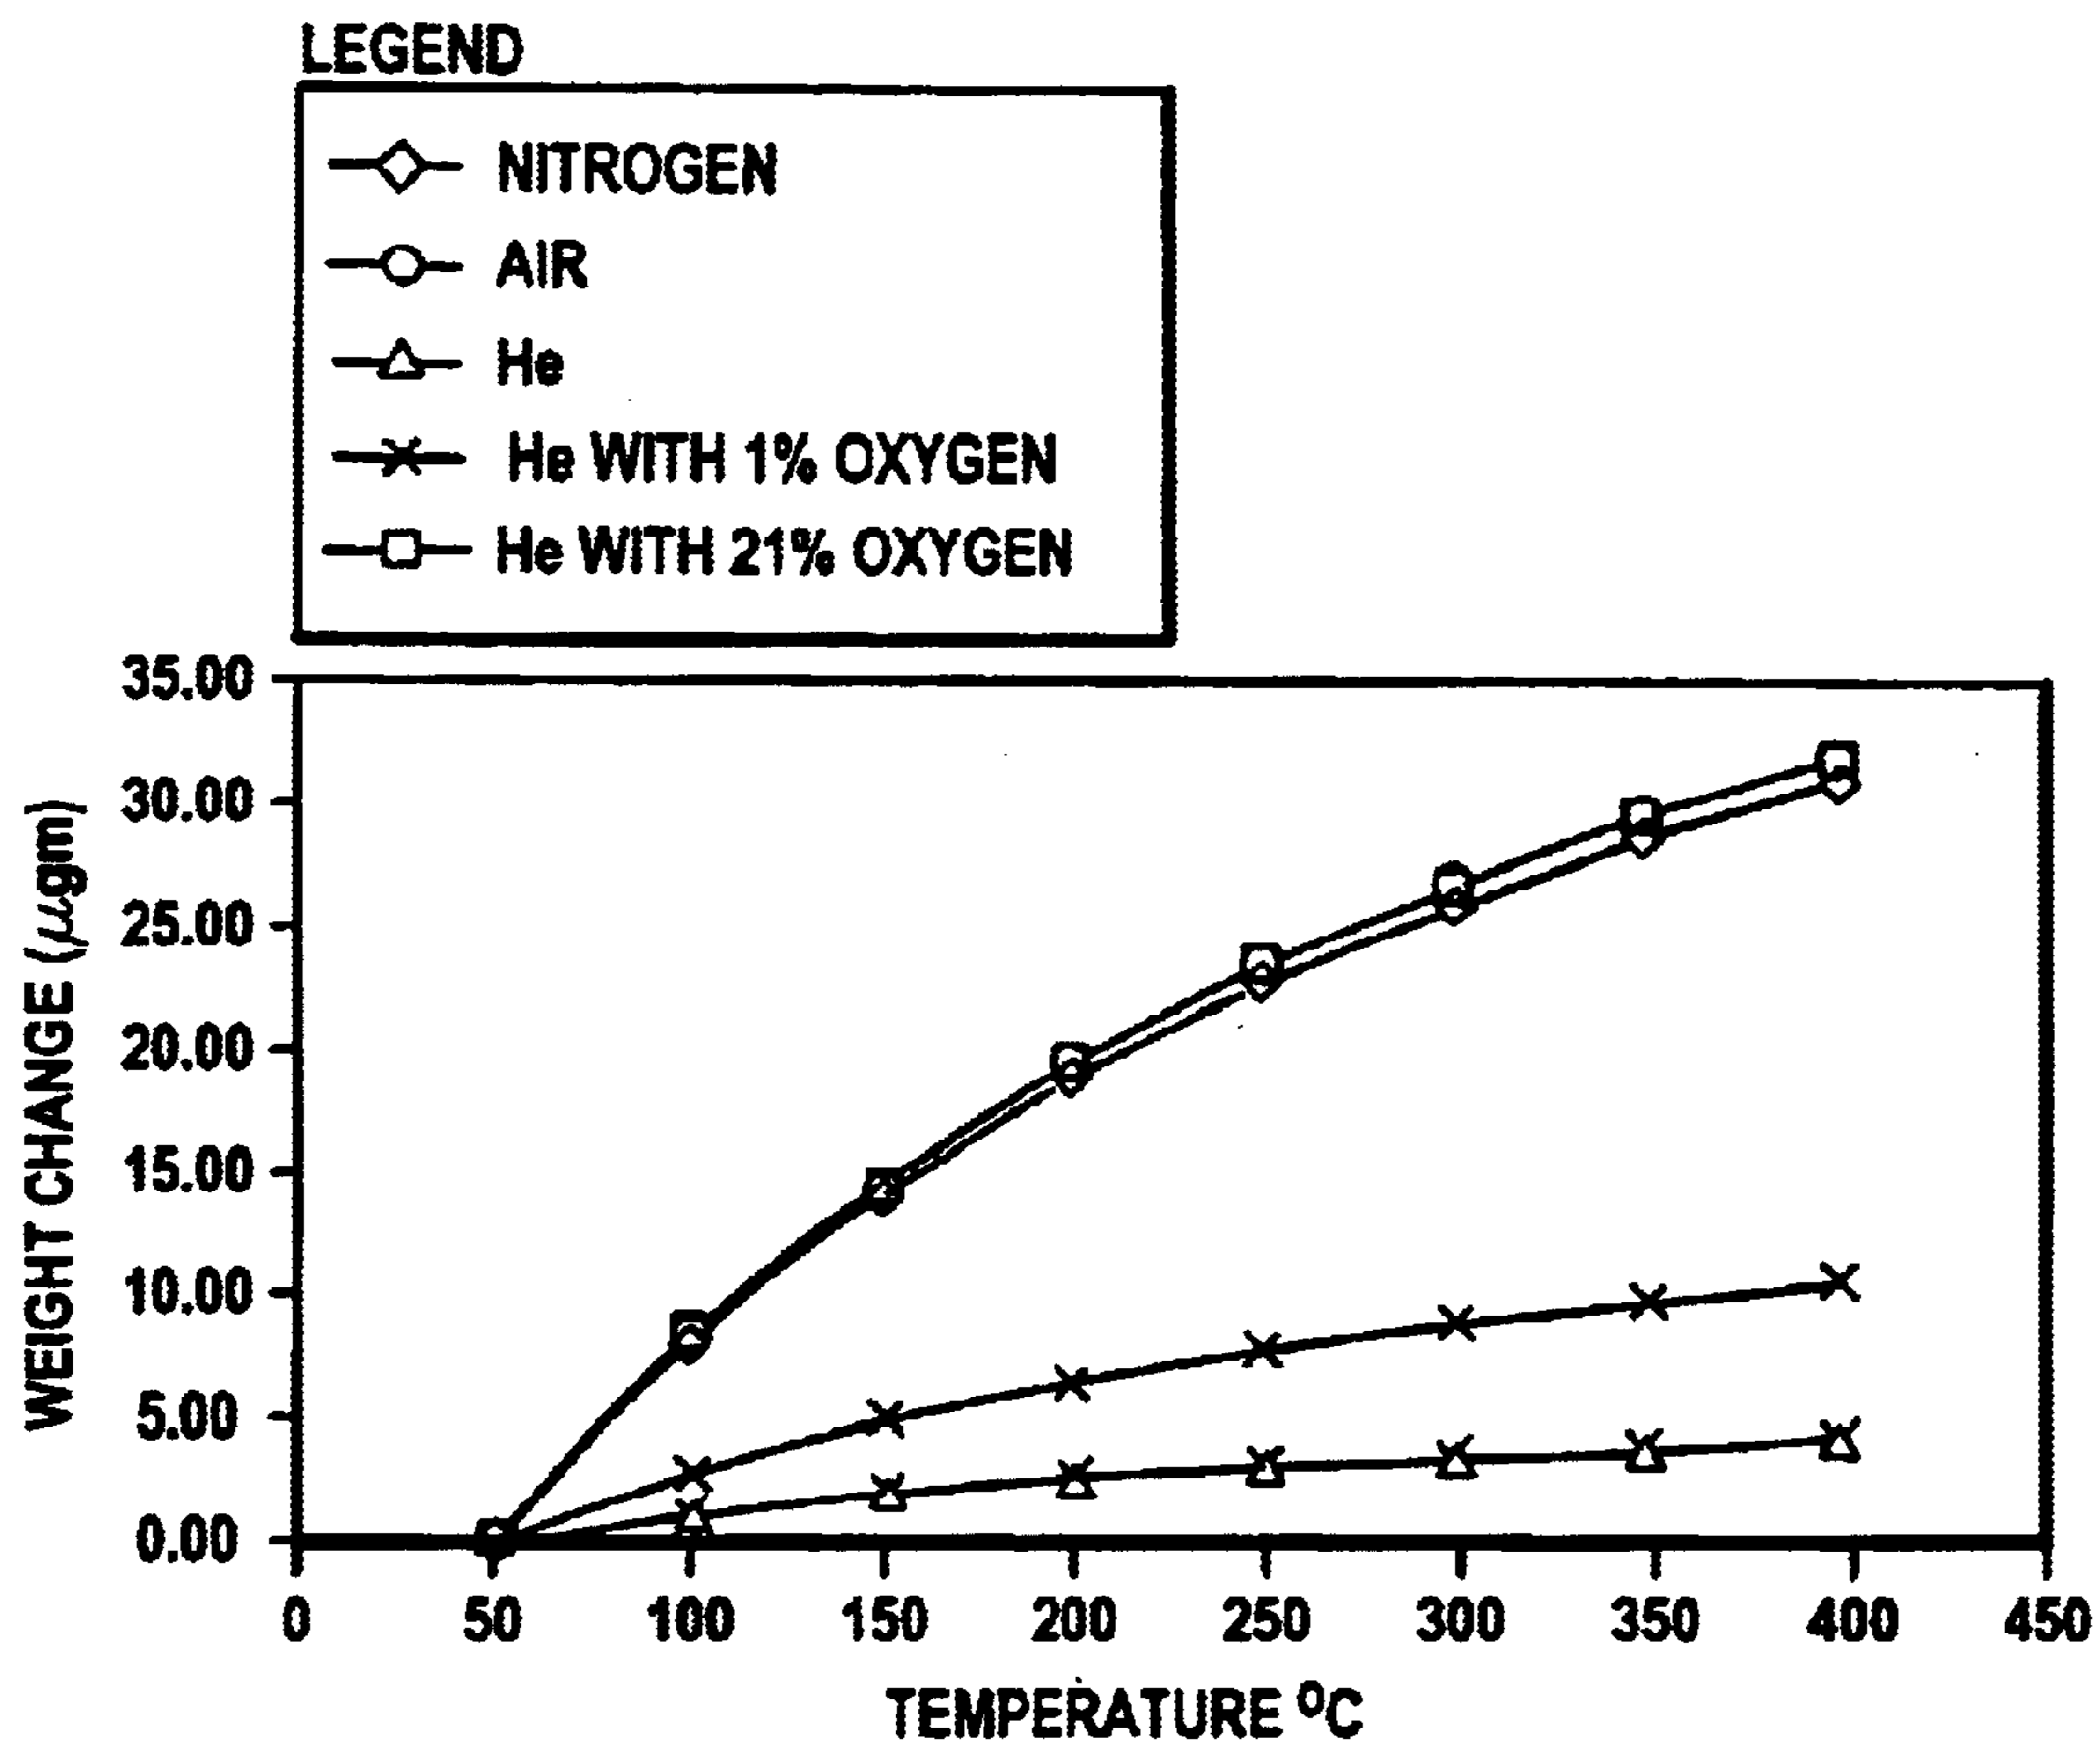 LEGEND
NITROGEN
AIR
He
He WITH 1% OXYGEN
He WITH 21% OXYGEN
35.00
30.00
25.00
20.00
15.00
10.00
5.00
0.00
WEIGHT CHANGE (μgm)
0 50 100 150 200 250 300 350 400 450
TEMPERATURE ºC